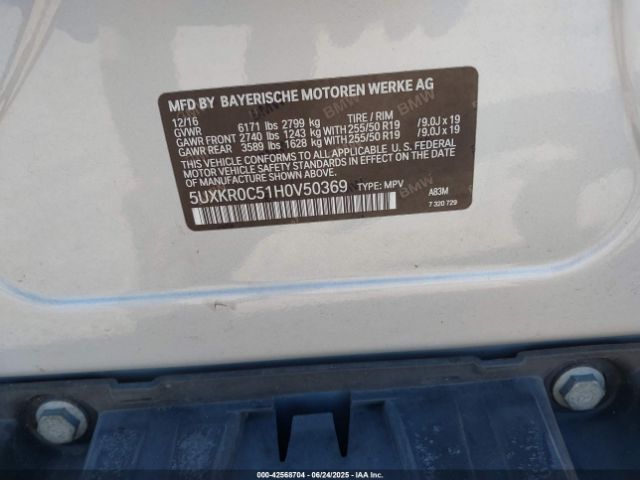 MFD BY BAYERISCHE MOTOREN WERKE AG
12/16 TIRE / RIM
GVWR 6171 lbs 2799 kg
GAWR FRONT 2740 lbs 1243 kg WITH 255/50 R19 / 9.0J x 19
GAWR REAR 3589 lbs 1628 kg WITH 255/50 R19 / 9.0J x 19
THIS VEHICLE CONFORMS TO ALL APPLICABLE U.S. FEDERAL
MOTOR VEHICLE SAFETY STANDARDS IN EFFECT ON THE
DATE OF MANUFACTURE SHOWN ABOVE.
5UXKR0C51H0V50369 TYPE: MPV A83M
7 320 729
000-42568704 - 06/24/2025 - IAA, Inc.